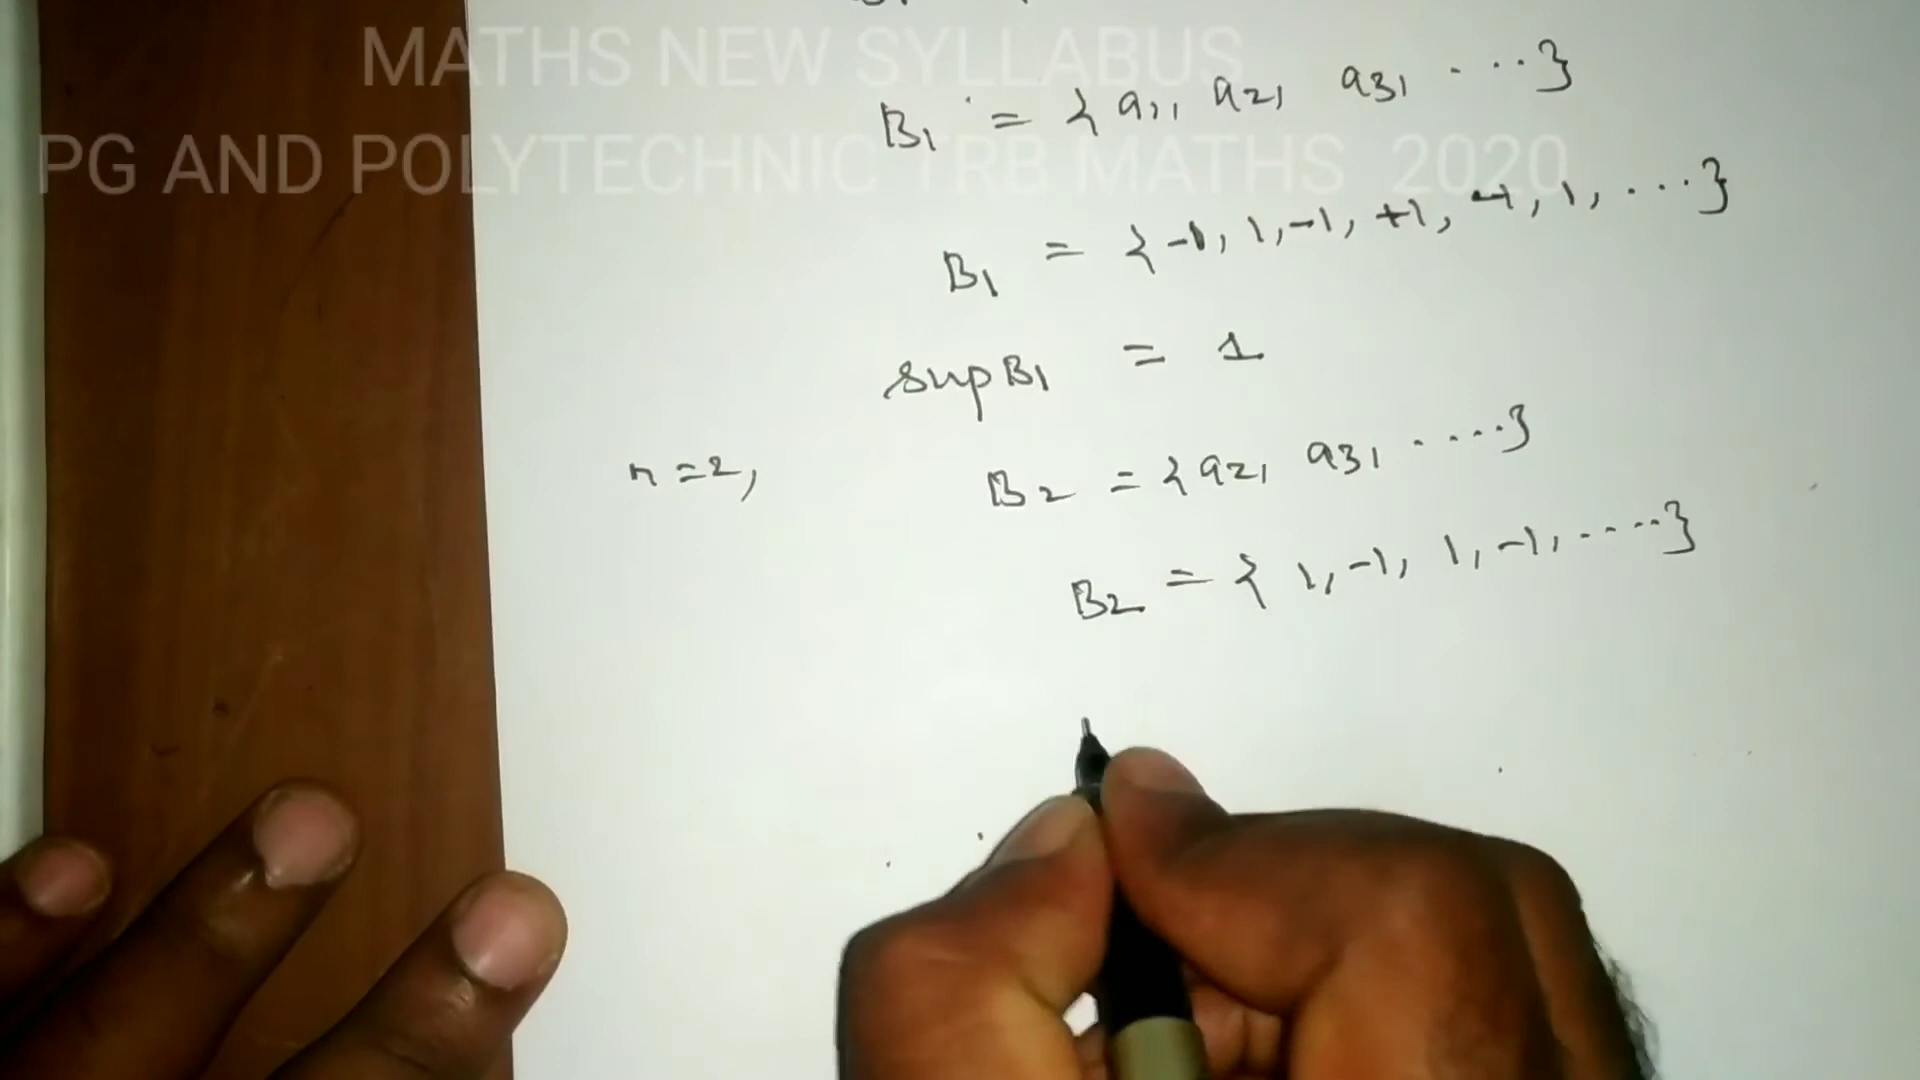 MATHS NEW SYLLABUS
PG AND POLYTECHNIC TRB MATHS 2020
B1 = { a1, a2, a3, ....}
B1 = {-1, 1, -1, +1, -1, 1, ....}
sup B1 = 1
n = 2, B2 = { a2, a3, .....}
B2 = { 1, -1, 1, -1, .....}